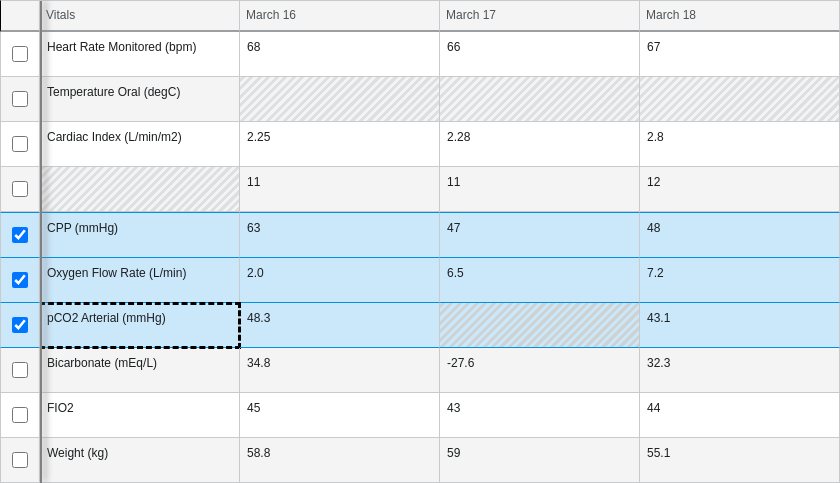 Vitals March 16 March 17 March 18
Heart Rate Monitored (bpm) 68 66 67
Temperature Oral (degC)
Cardiac Index (L/min/m2) 2.25 2.28 2.8
11 11 12
CPP (mmHg) 63 47 48
Oxygen Flow Rate (L/min) 2.0 6.5 7.2
pCO2 Arterial (mmHg) 48.3 43.1
Bicarbonate (mEq/L) 34.8 -27.6 32.3
FIO2 45 43 44
Weight (kg) 58.8 59 55.1